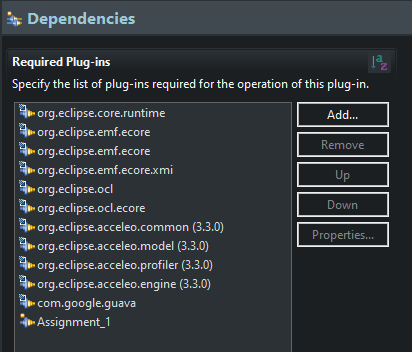 Dependencies
Required Plug-ins
Specify the list of plug-ins required for the operation of this plug-in.
org.eclipse.core.runtime
org.eclipse.emf.ecore
org.eclipse.emf.ecore
org.eclipse.emf.ecore.xmi
org.eclipse.ocl
org.eclipse.ocl.ecore
org.eclipse.acceleo.common (3.3.0)
org.eclipse.acceleo.model (3.3.0)
org.eclipse.acceleo.profiler (3.3.0)
org.eclipse.acceleo.engine (3.3.0)
com.google.guava
Assignment_1
Add...
Remove
Up
Down
Properties...